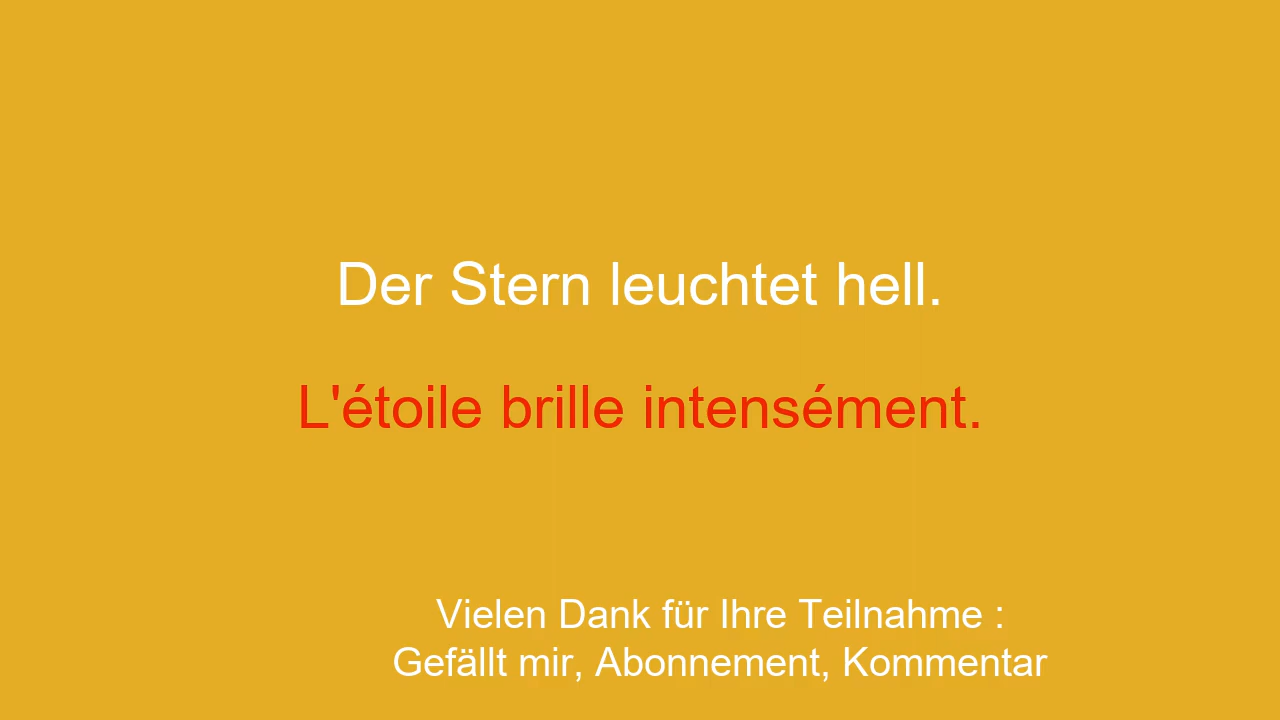 Der Stern leuchtet hell.
L'étoile brille intensément.
Vielen Dank für Ihre Teilnahme :
Gefällt mir, Abonnement, Kommentar